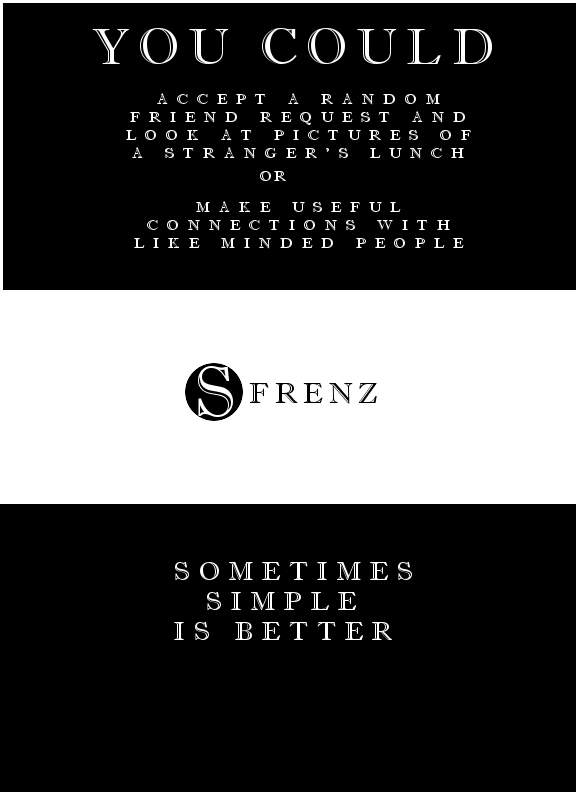 YOU COULD
ACCEPT A RANDOM
FRIEND REQUEST AND
LOOK AT PICTURES OF
A STRANGER'S LUNCH
OR
MAKE USEFUL
CONNECTIONS WITH
LIKE MINDED PEOPLE
S FRENZ
SOMETIMES
SIMPLE
IS BETTER